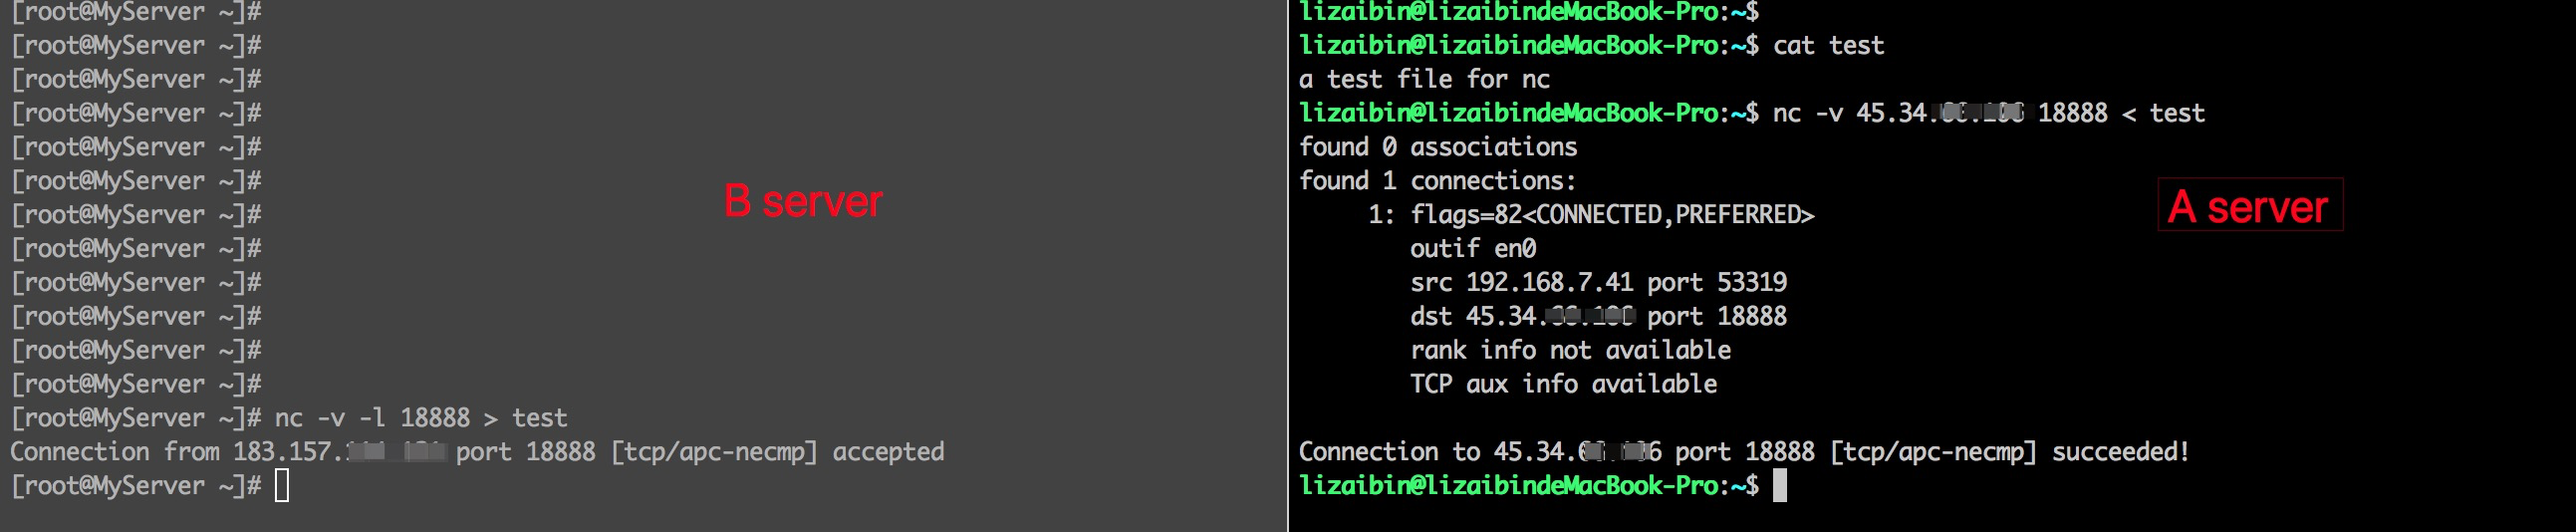 [root@MyServer ~]#
[root@MyServer ~]#
[root@MyServer ~]#
[root@MyServer ~]#
[root@MyServer ~]#
[root@MyServer ~]#
[root@MyServer ~]#
[root@MyServer ~]#
[root@MyServer ~]#
[root@MyServer ~]#
[root@MyServer ~]#
[root@MyServer ~]#
[root@MyServer ~]# nc -v -l 18888 > test
Connection from 183.157. port 18888 [tcp/apc-necmp] accepted
[root@MyServer ~]#
B server
lizaibin@lizaibindeMacBook-Pro:~$
lizaibin@lizaibindeMacBook-Pro:~$ cat test
a test file for nc
lizaibin@lizaibindeMacBook-Pro:~$ nc -v 45.34. 18888 < test
found 0 associations
found 1 connections:
1: flags=82<CONNECTED,PREFERRED>
outif en0
src 192.168.7.41 port 53319
dst 45.34. port 18888
rank info not available
TCP aux info available
Connection to 45.34. port 18888 [tcp/apc-necmp] succeeded!
lizaibin@lizaibindeMacBook-Pro:~$
A server